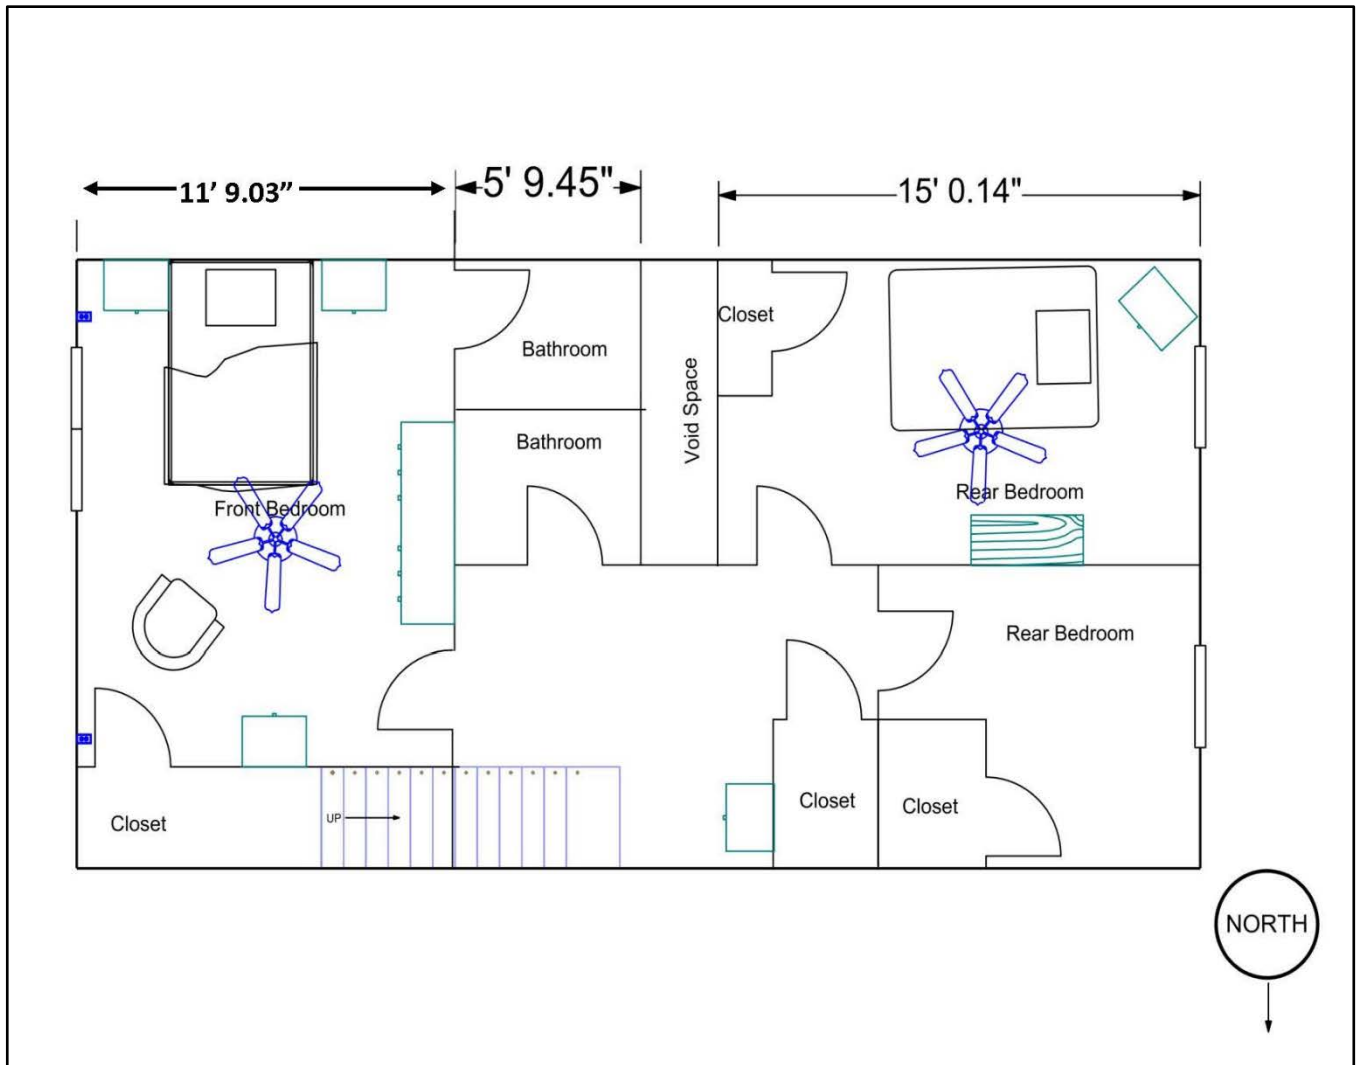 11' 9.03"
5' 9.45"
15' 0.14"
Closet
Bathroom
Void Space
Bathroom
Rear Bedroom
Front Bedroom
Rear Bedroom
Closet
Closet
UP
Closet
NORTH